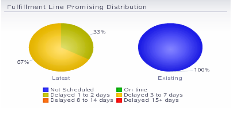 Fulfillment Line Promising Distribution
33%
67%
100%
Latest
Existing
Not Scheduled
On-time
Delayed 1 to 2 days
Delayed 3 to 7 days
Delayed 8 to 14 days
Delayed 15+ days